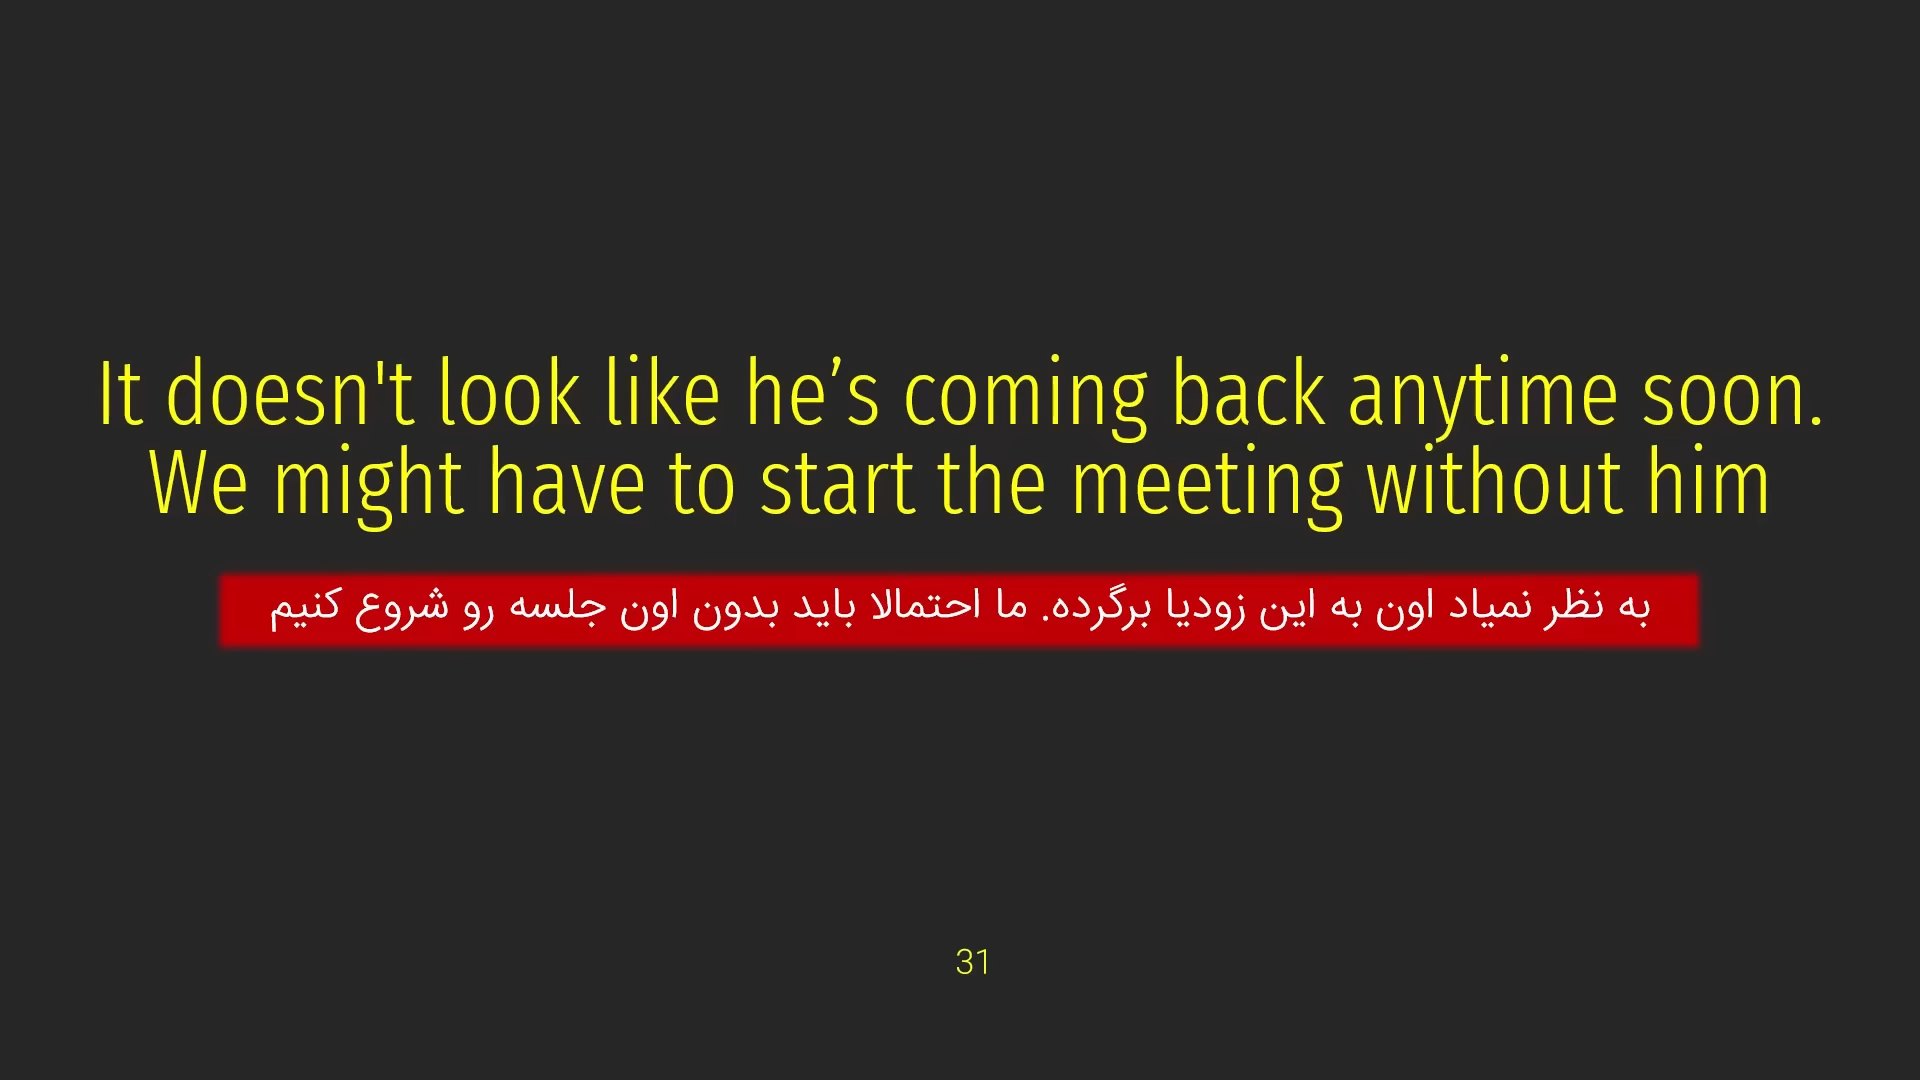 It doesn't look like he’s coming back anytime soon.
We might have to start the meeting without him
به نظر نمیاد اون به این زودیا برگرده. ما احتمالا باید بدون اون جلسه رو شروع کنیم
31